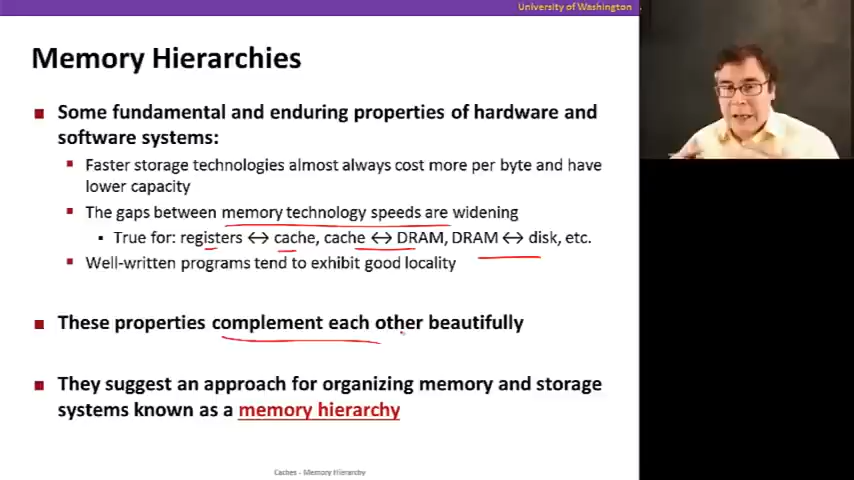 University of Washington
Memory Hierarchies
Some fundamental and enduring properties of hardware and
software systems:
Faster storage technologies almost always cost more per byte and have
lower capacity
The gaps between memory technology speeds are widening
True for: registers ↔ cache, cache ↔ DRAM, DRAM ↔ disk, etc.
Well-written programs tend to exhibit good locality
These properties complement each other beautifully
They suggest an approach for organizing memory and storage
systems known as a memory hierarchy
Caches - Memory Hierarchy